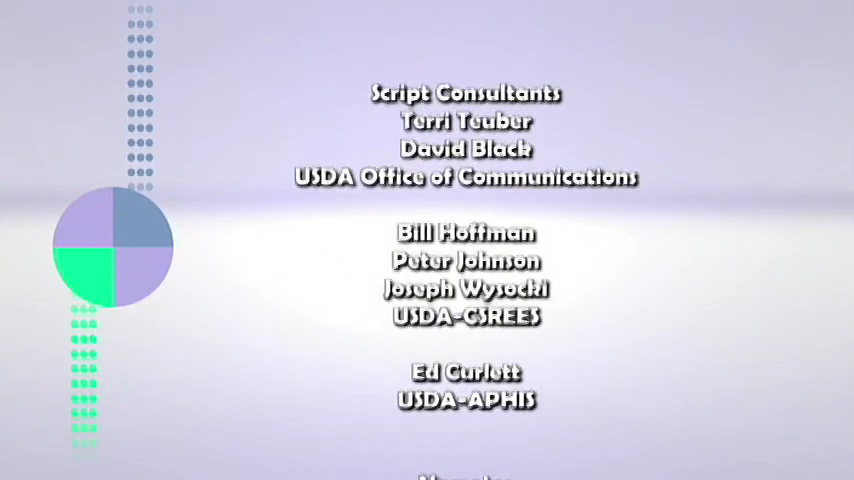 Script Consultants
Terri Teuber
David Black
USDA Office of Communications
Bill Hoffman
Peter Johnson
Joseph Wysocki
USDA-CSREES
Ed Curlett
USDA-APHIS